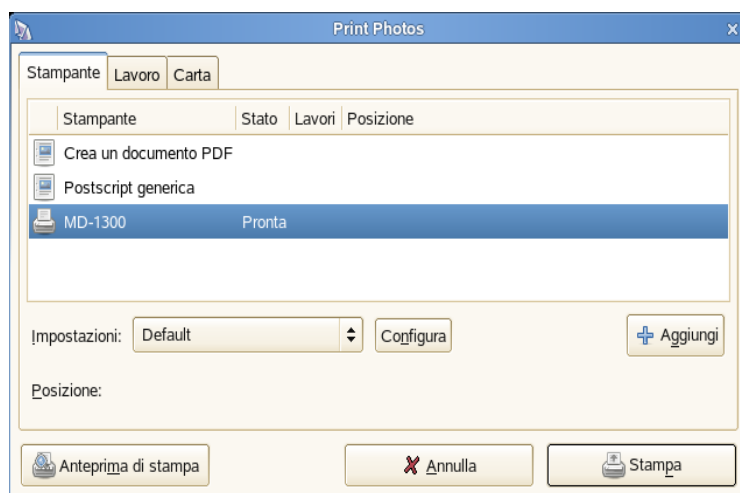 Print Photos
Stampante Lavoro Carta
Stampante Stato Lavori Posizione
Crea un documento PDF
Postscript generica
MD-1300 Pronta
Impostazioni: Default Configura Aggiungi
Posizione:
Anteprima di stampa Annulla Stampa